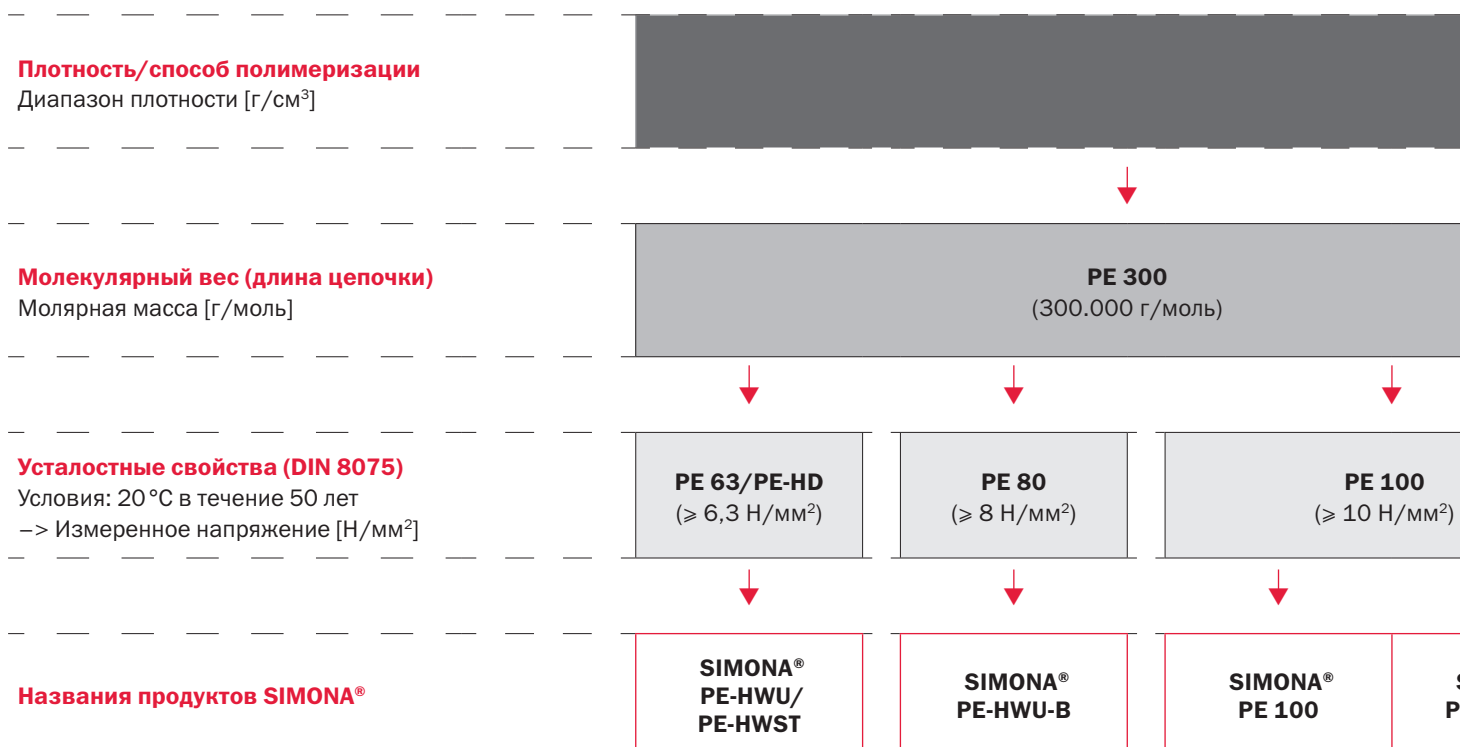 Плотность/способ полимеризации
Диапазон плотности [г/см³]
Молекулярный вес (длина цепочки)
Молярная масса [г/моль]
PE 300
(300.000 г/моль)
Усталостные свойства (DIN 8075)
Условия: 20 °C в течение 50 лет
–> Измеренное напряжение [Н/мм²]
PE 63/PE-HD
(⩾ 6,3 Н/мм²)
PE 80
(⩾ 8 Н/мм²)
PE 100
(⩾ 10 Н/мм²)
Названия продуктов SIMONA®
SIMONA®
PE-HWU/
PE-HWST
SIMONA®
PE-HWU-B
SIMONA®
PE 100